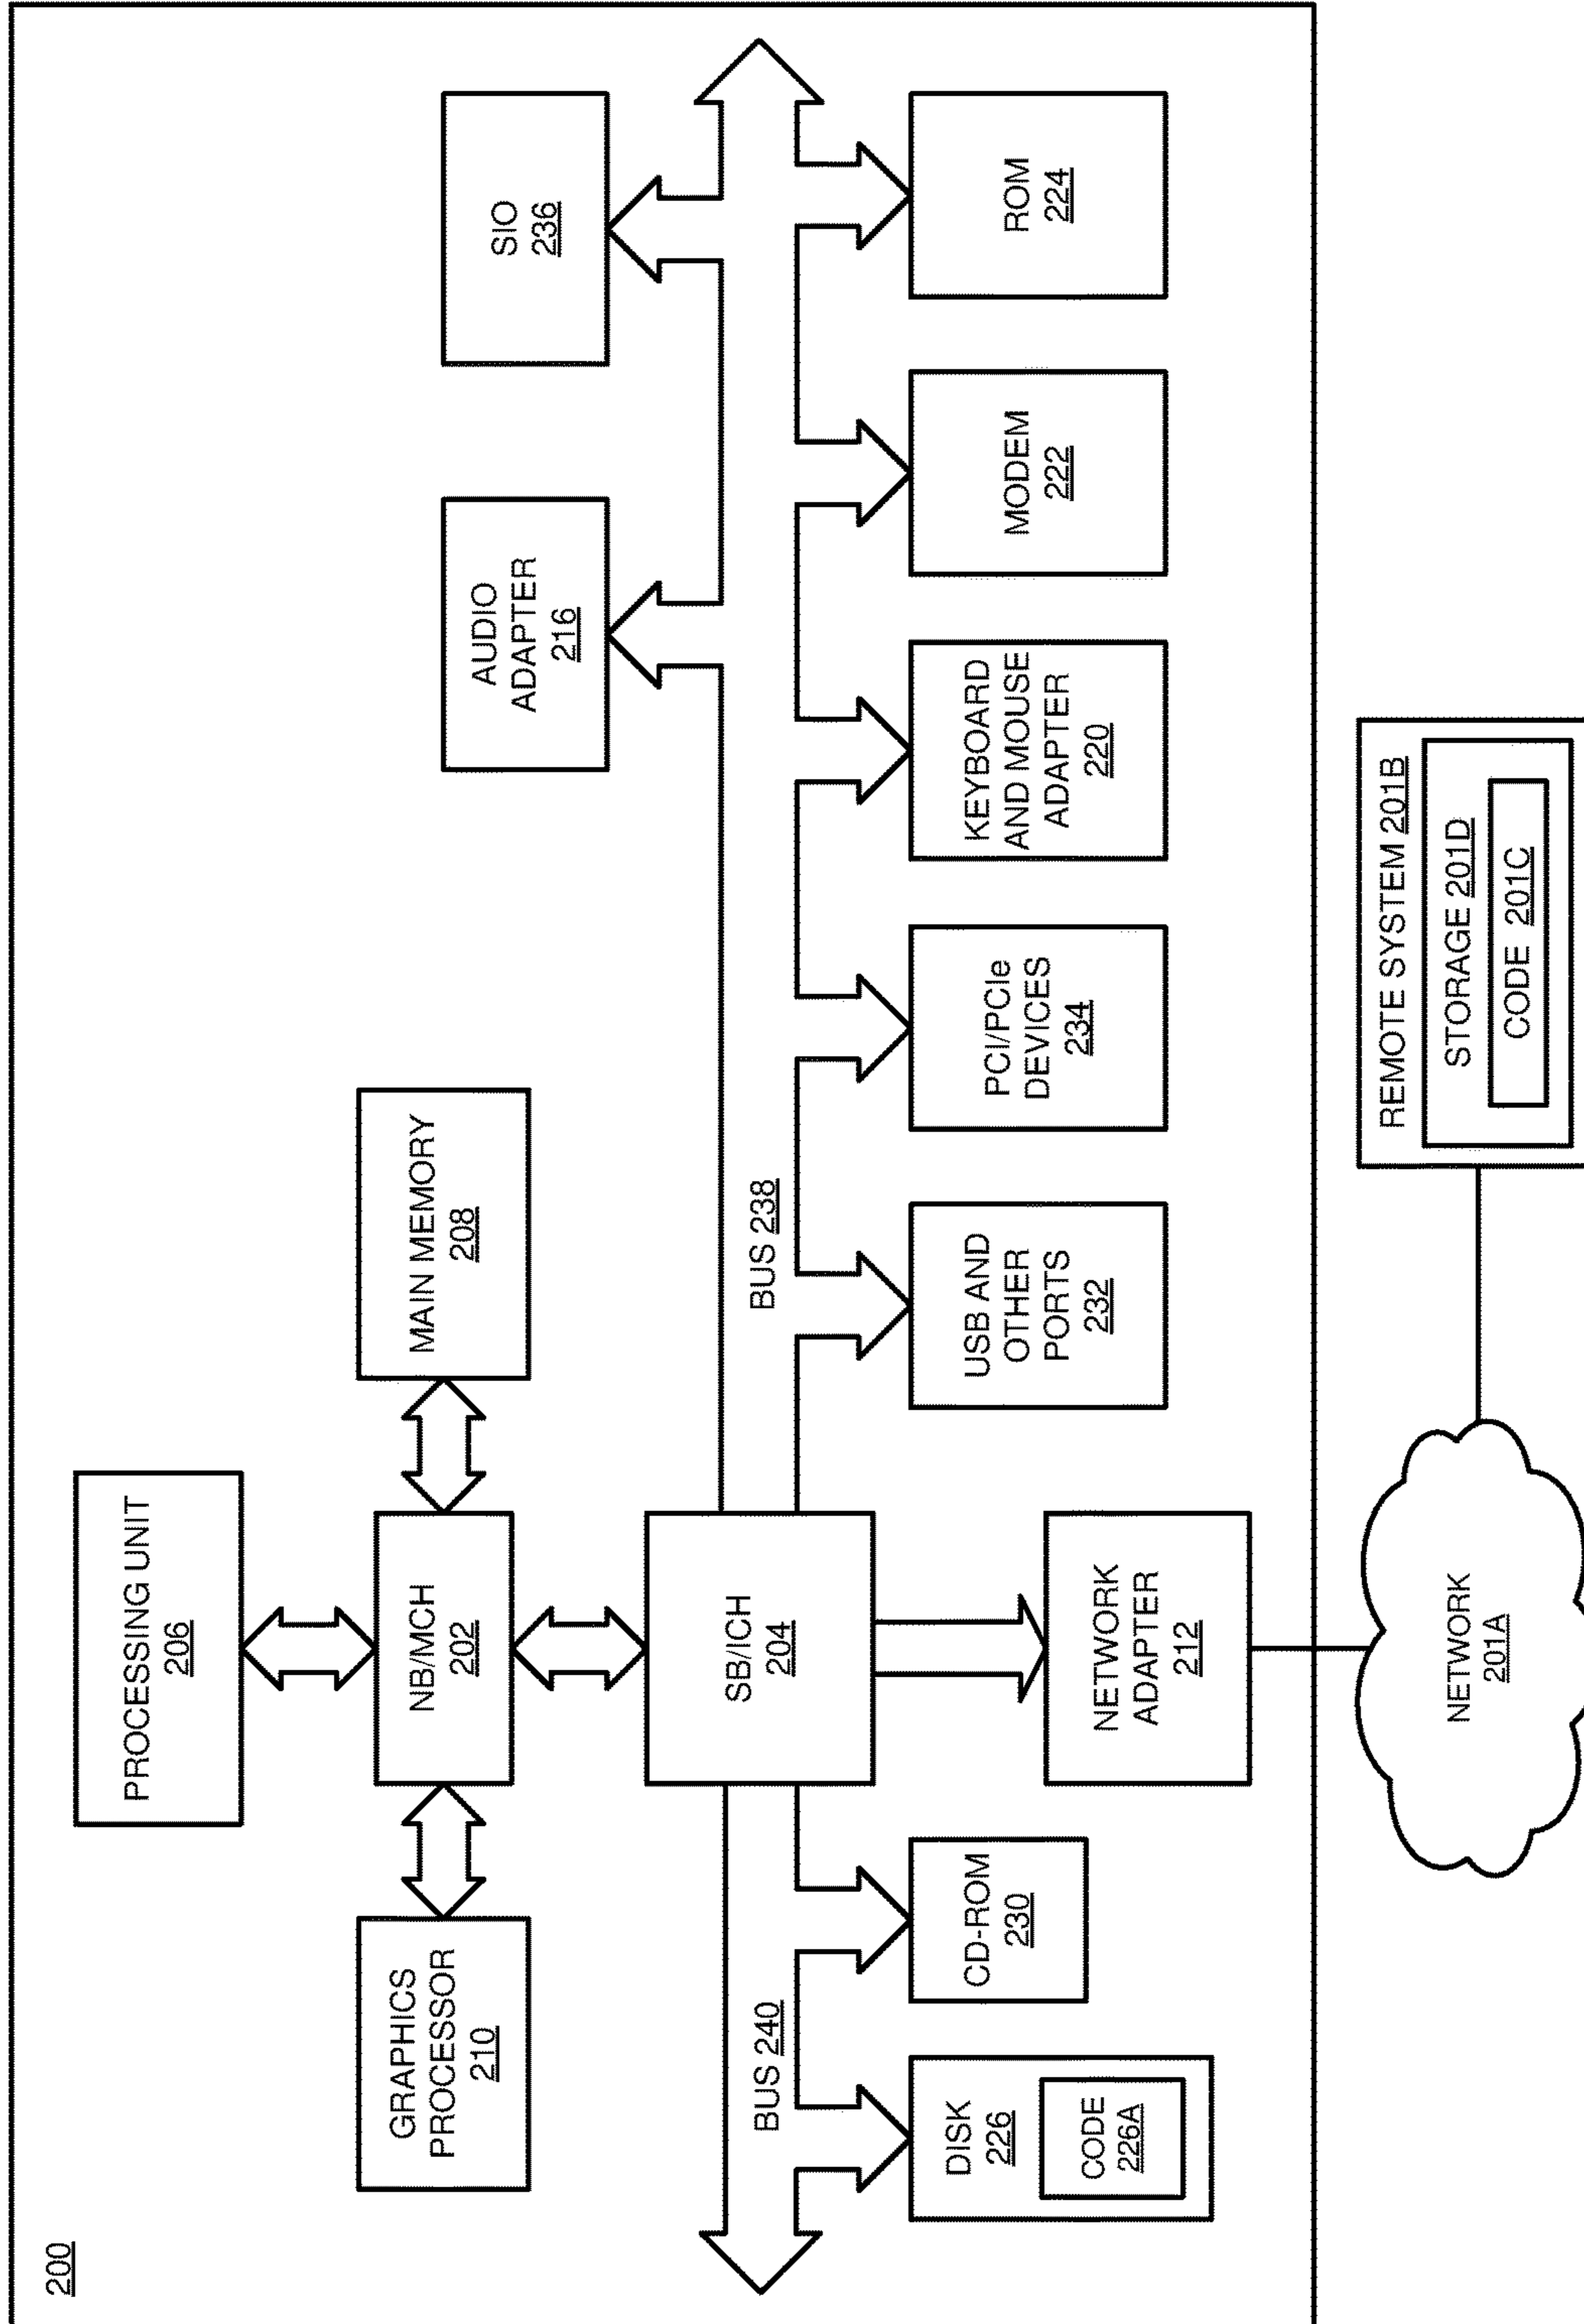 200
PROCESSING UNIT
206
GRAPHICS
PROCESSOR
210
NB/MCH
202
MAIN MEMORY
208
AUDIO
ADAPTER
216
SIO
236
BUS 240
SB/ICH
204
BUS 238
DISK
226
CODE
226A
CD-ROM
230
NETWORK
ADAPTER
212
USB AND
OTHER
PORTS
232
PCI/PCIe
DEVICES
234
KEYBOARD
AND MOUSE
ADAPTER
220
MODEM
222
ROM
224
NETWORK
201A
REMOTE SYSTEM 201B
STORAGE 201D
CODE 201C